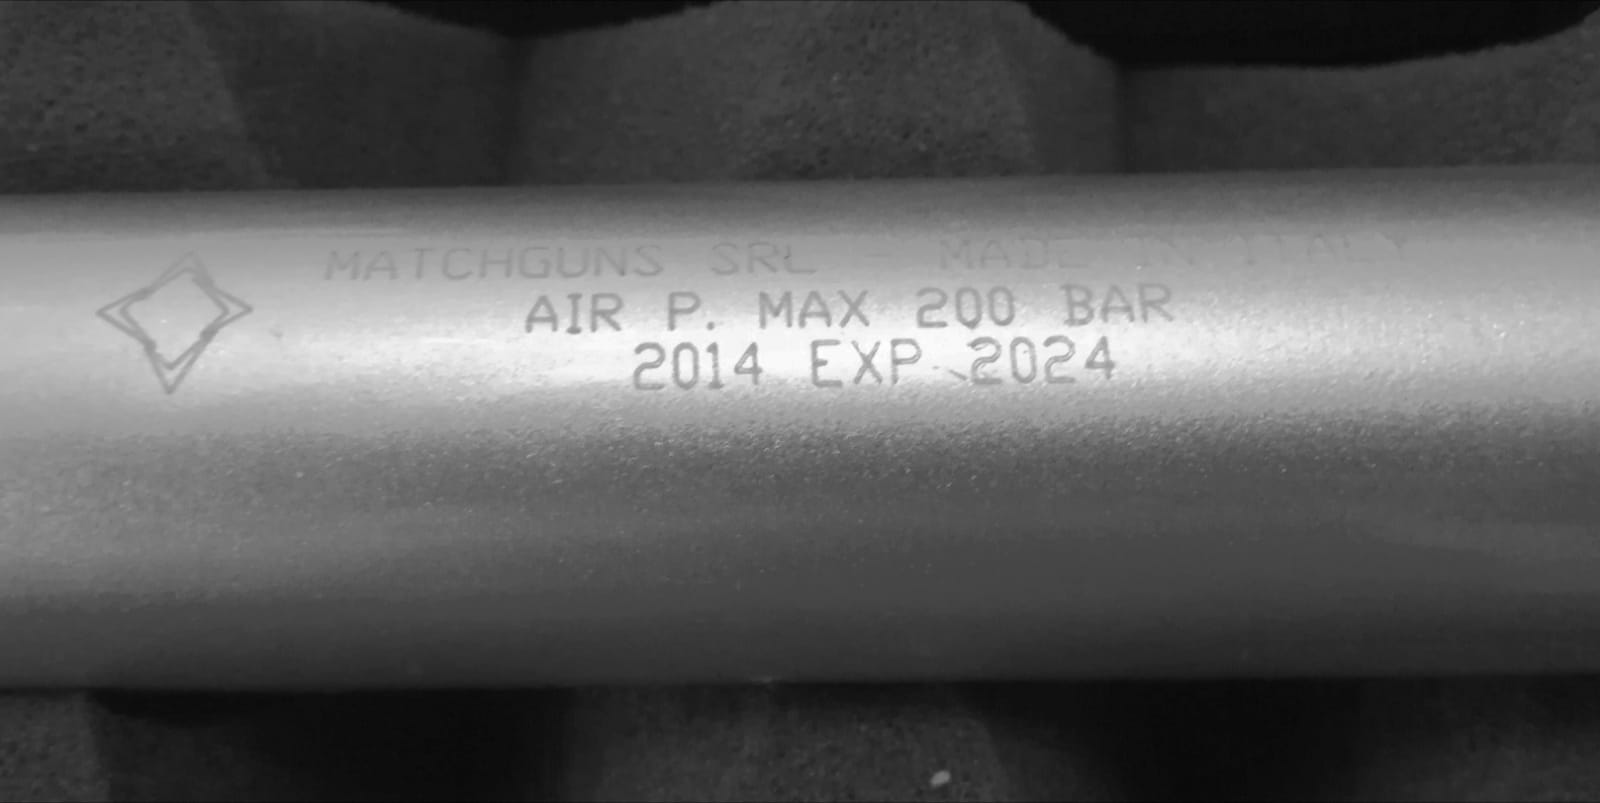 MATCHGUNS SRL - MADE IN ITALY
AIR P. MAX 200 BAR
2014 EXP 2024